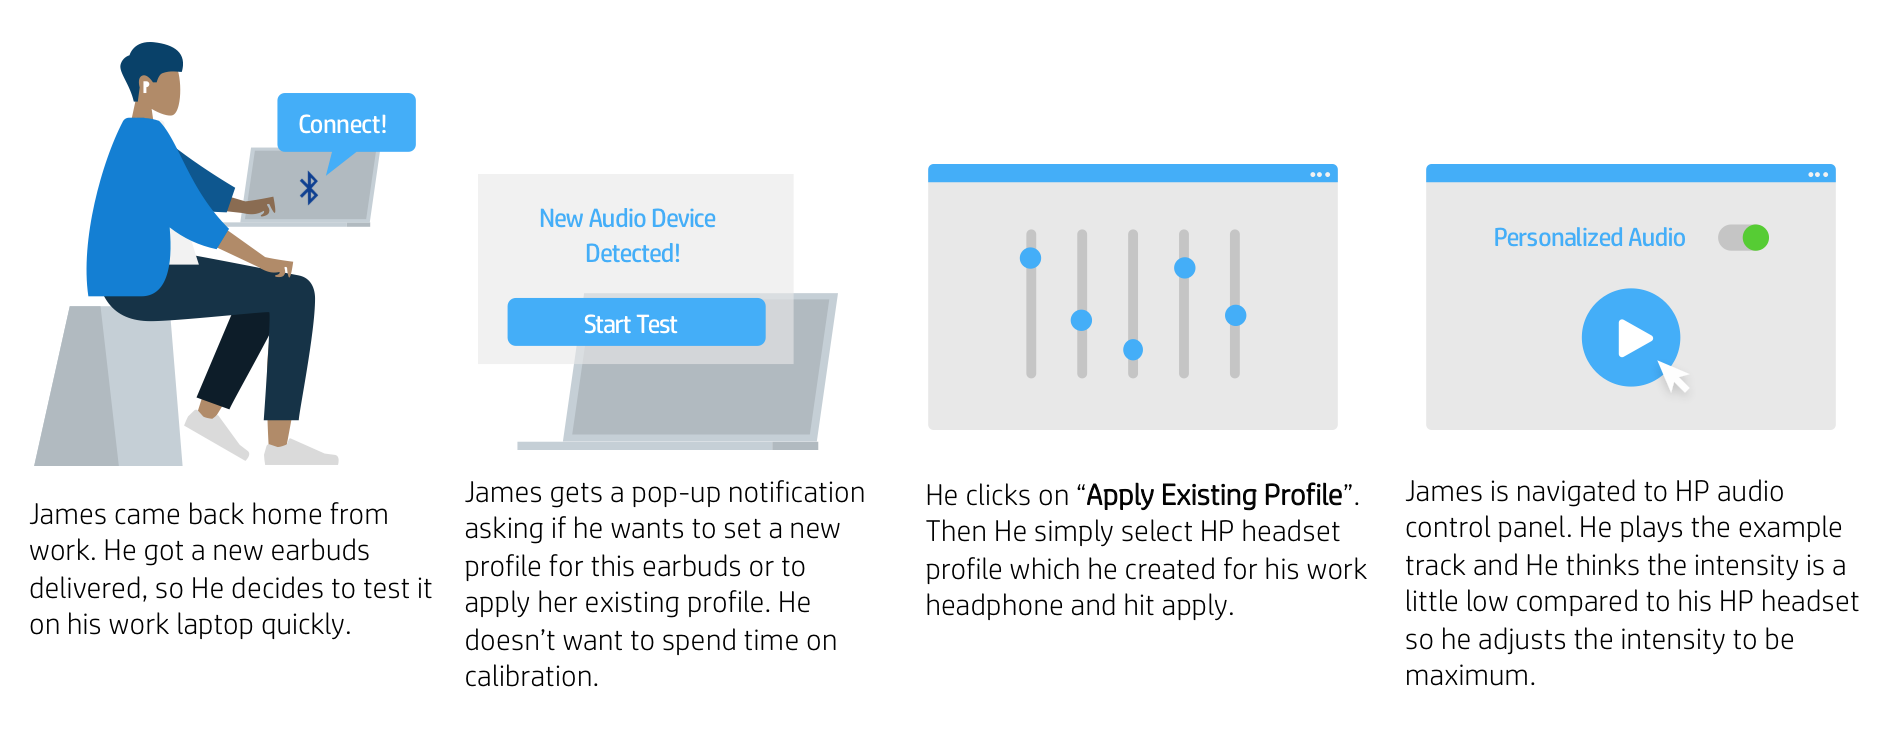 Connect!
New Audio Device
Detected!
Start Test
Personalized Audio
James came back home from
work. He got a new earbuds
delivered, so He decides to test it
on his work laptop quickly.
James gets a pop-up notification
asking if he wants to set a new
profile for this earbuds or to
apply her existing profile. He
doesn’t want to spend time on
calibration.
He clicks on “Apply Existing Profile”.
Then He simply select HP headset
profile which he created for his work
headphone and hit apply.
James is navigated to HP audio
control panel. He plays the example
track and He thinks the intensity is a
little low compared to his HP headset
so he adjusts the intensity to be
maximum.